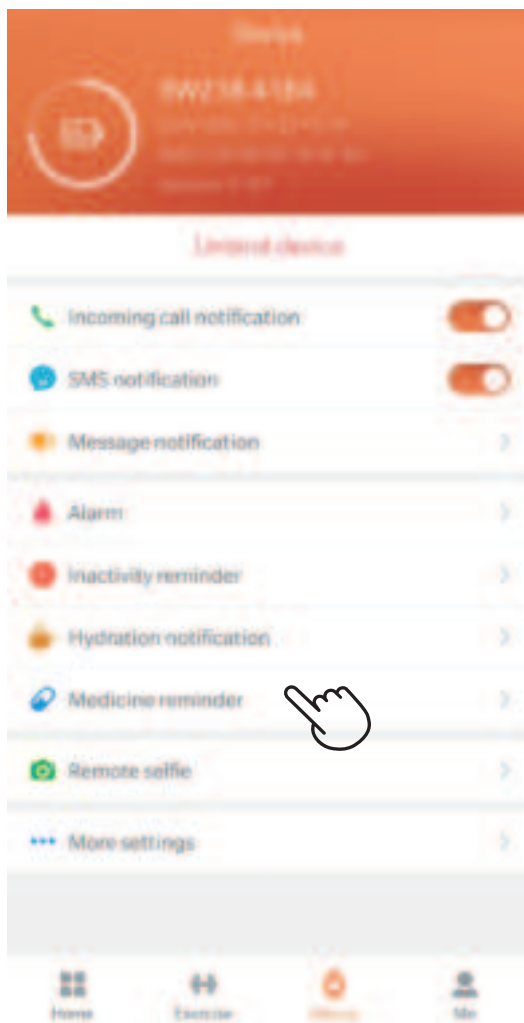 Unbind device
Incoming call notification
SMS notification
Message notification
Alarm
Inactivity reminder
Hydration notification
Medicine reminder
Remote selfie
More settings
Home
Exercise
Me